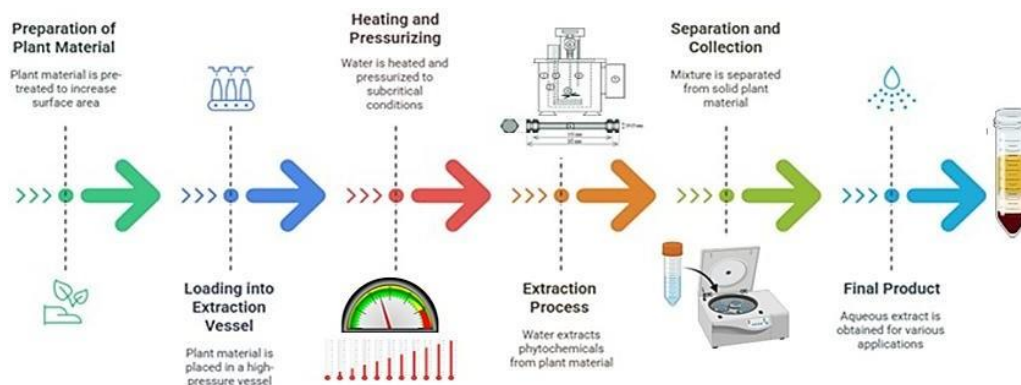 Preparation of
Plant Material
Plant material is pre-
treated to increase
surface area
Loading into
Extraction
Vessel
Plant material is
placed in a high-
pressure vessel
Heating and
Pressurizing
Water is heated and
pressurized to
subcritical
conditions
Extraction
Process
Water extracts
phytochemicals
from plant material
Separation and
Collection
Mixture is separated
from solid plant
material
Final Product
Aqueous extract is
obtained for various
applications